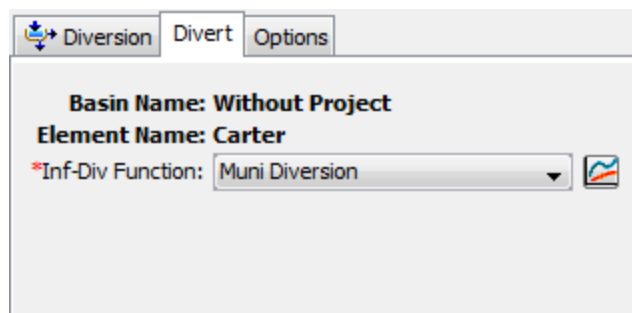 Diversion Divert Options
Basin Name: Without Project
Element Name: Carter
*Inf-Div Function: Muni Diversion